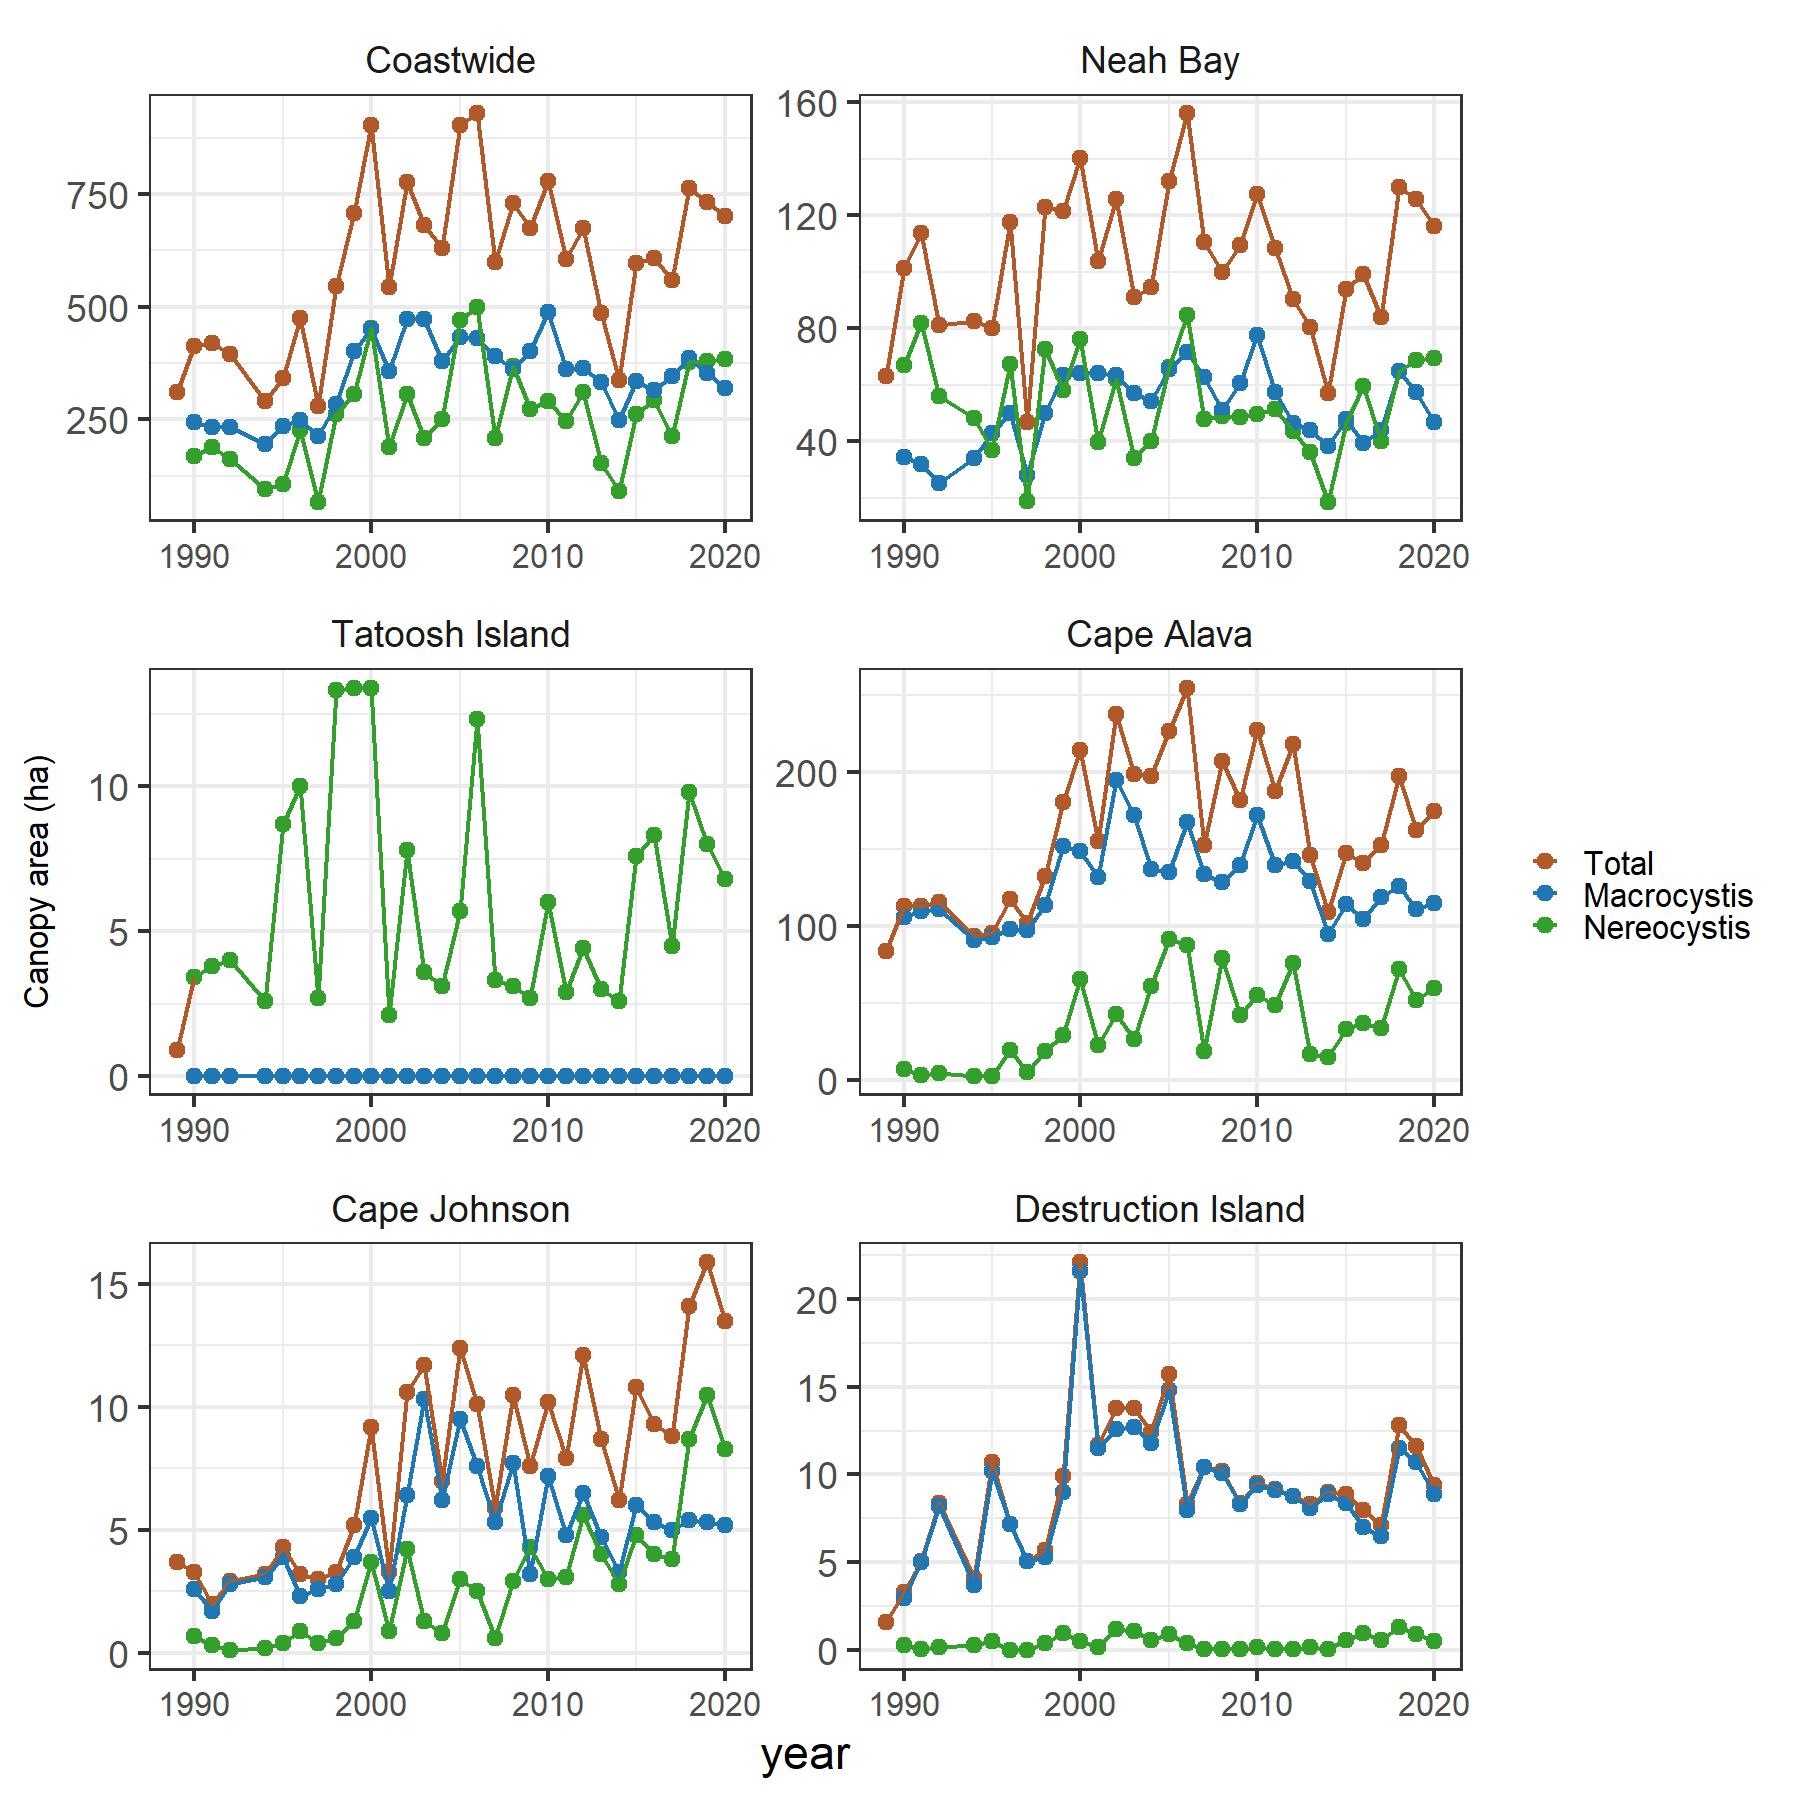 Coastwide
Neah Bay
750
500
250
160
120
80
40
1990 2000 2010 2020
1990 2000 2010 2020
Tatoosh Island
Cape Alava
Canopy area (ha)
10
5
0
200
100
0
1990 2000 2010 2020
1990 2000 2010 2020
Total
Macrocystis
Nereocystis
Cape Johnson
Destruction Island
15
10
5
0
20
15
10
5
0
1990 2000 2010 2020
1990 2000 2010 2020
year